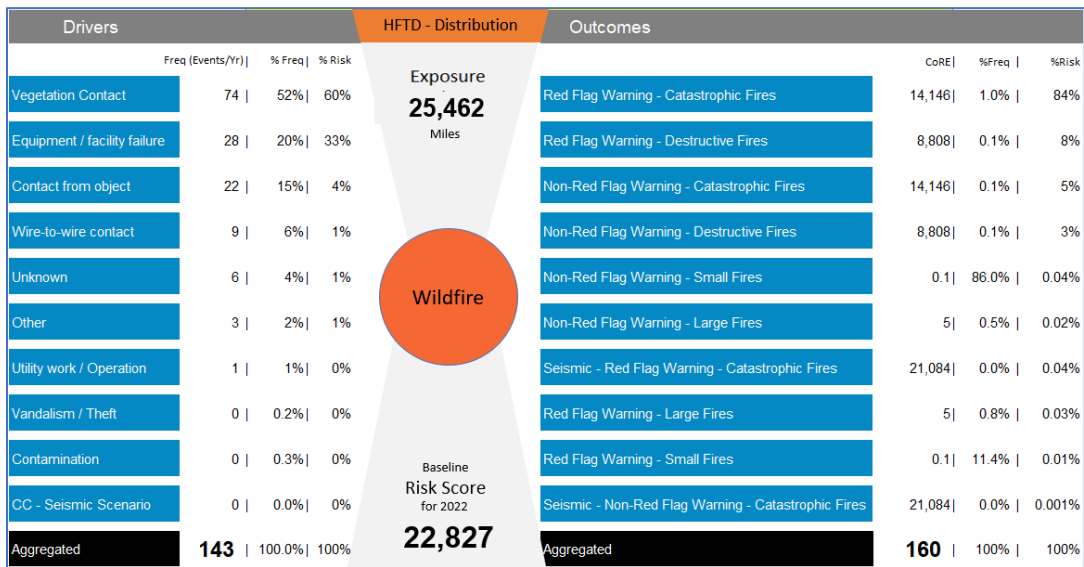 Drivers
HFTD - Distribution
Outcomes
Freq (Events/Yr)| % Freq| % Risk
Exposure
25,462
Miles
CoRE| %Freq | %Risk
Vegetation Contact 74 | 52%| 60%
Red Flag Warning - Catastrophic Fires 14,146| 1.0% | 84%
Equipment / facility failure 28 | 20%| 33%
Red Flag Warning - Destructive Fires 8,808| 0.1% | 8%
Contact from object 22 | 15%| 4%
Non-Red Flag Warning - Catastrophic Fires 14,146| 0.1% | 5%
Wire-to-wire contact 9 | 6%| 1%
Non-Red Flag Warning - Destructive Fires 8,808| 0.1% | 3%
Unknown 6 | 4%| 1%
Wildfire
Non-Red Flag Warning - Small Fires 0.1| 86.0% | 0.04%
Other 3 | 2%| 1%
Non-Red Flag Warning - Large Fires 5| 0.5% | 0.02%
Utility work / Operation 1 | 1%| 0%
Seismic - Red Flag Warning - Catastrophic Fires 21,084| 0.0% | 0.04%
Vandalism / Theft 0 | 0.2%| 0%
Red Flag Warning - Large Fires 5| 0.8% | 0.03%
Contamination 0 | 0.3%| 0%
Red Flag Warning - Small Fires 0.1| 11.4% | 0.01%
CC - Seismic Scenario 0 | 0.0%| 0%
Baseline
Risk Score
for 2022
22,827
Seismic - Non-Red Flag Warning - Catastrophic Fires 21,084| 0.0% | 0.001%
Aggregated 143 | 100.0%| 100%
Aggregated 160 | 100% | 100%